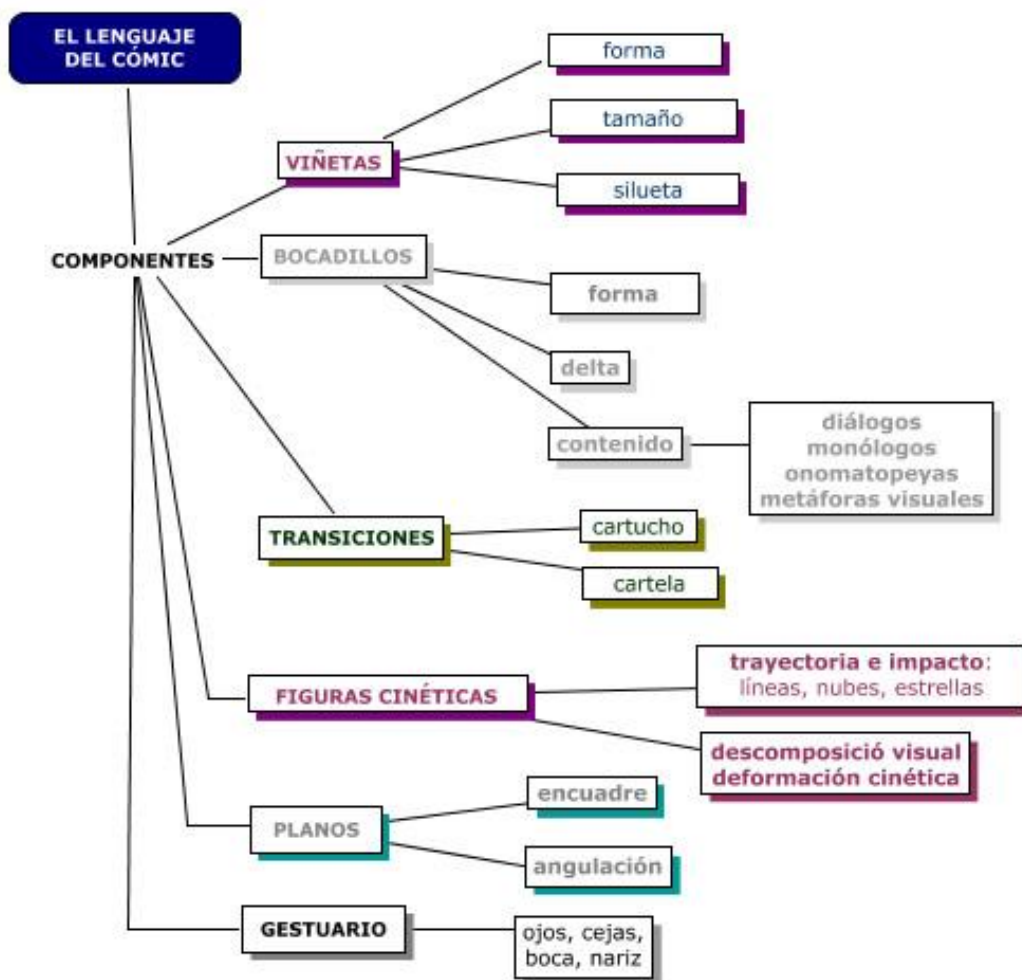 EL LENGUAJE
DEL CÓMIC
COMPONENTES
VIÑETAS
forma
tamaño
silueta
BOCADILLOS
forma
delta
contenido
diálogos
monólogos
onomatopeyas
metáforas visuales
TRANSICIONES
cartucho
cartela
FIGURAS CINÉTICAS
trayectoria e impacto:
líneas, nubes, estrellas
descomposició visual
deformación cinética
PLANOS
encuadre
angulación
GESTUARIO
ojos, cejas,
boca, nariz